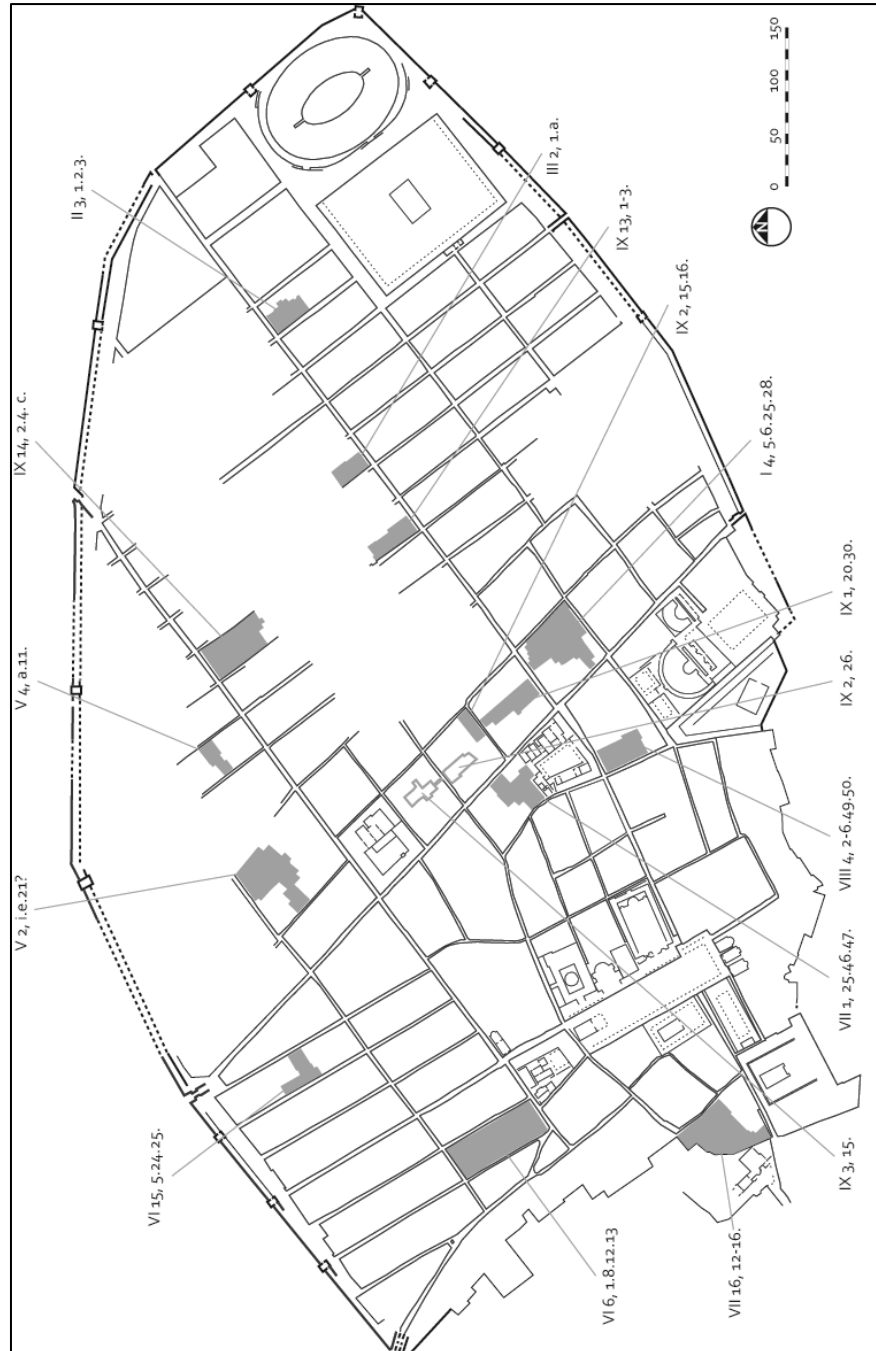 IX 14, 2.4. c.
V 4, a.11.
V 2, i.e.21?
VI 15, 5.24.25.
II 3, 1.2.3.
III 2, 1.a.
IX 13, 1-3.
IX 2, 15.16.
I 4, 5.6.25.28.
IX 1, 20.30.
IX 2, 26.
VIII 4, 2-6.49.50.
VII 1, 25.46.47.
IX 3, 15.
VII 16, 12-16.
VI 6, 1.8.12.13
N
0 50 100 150